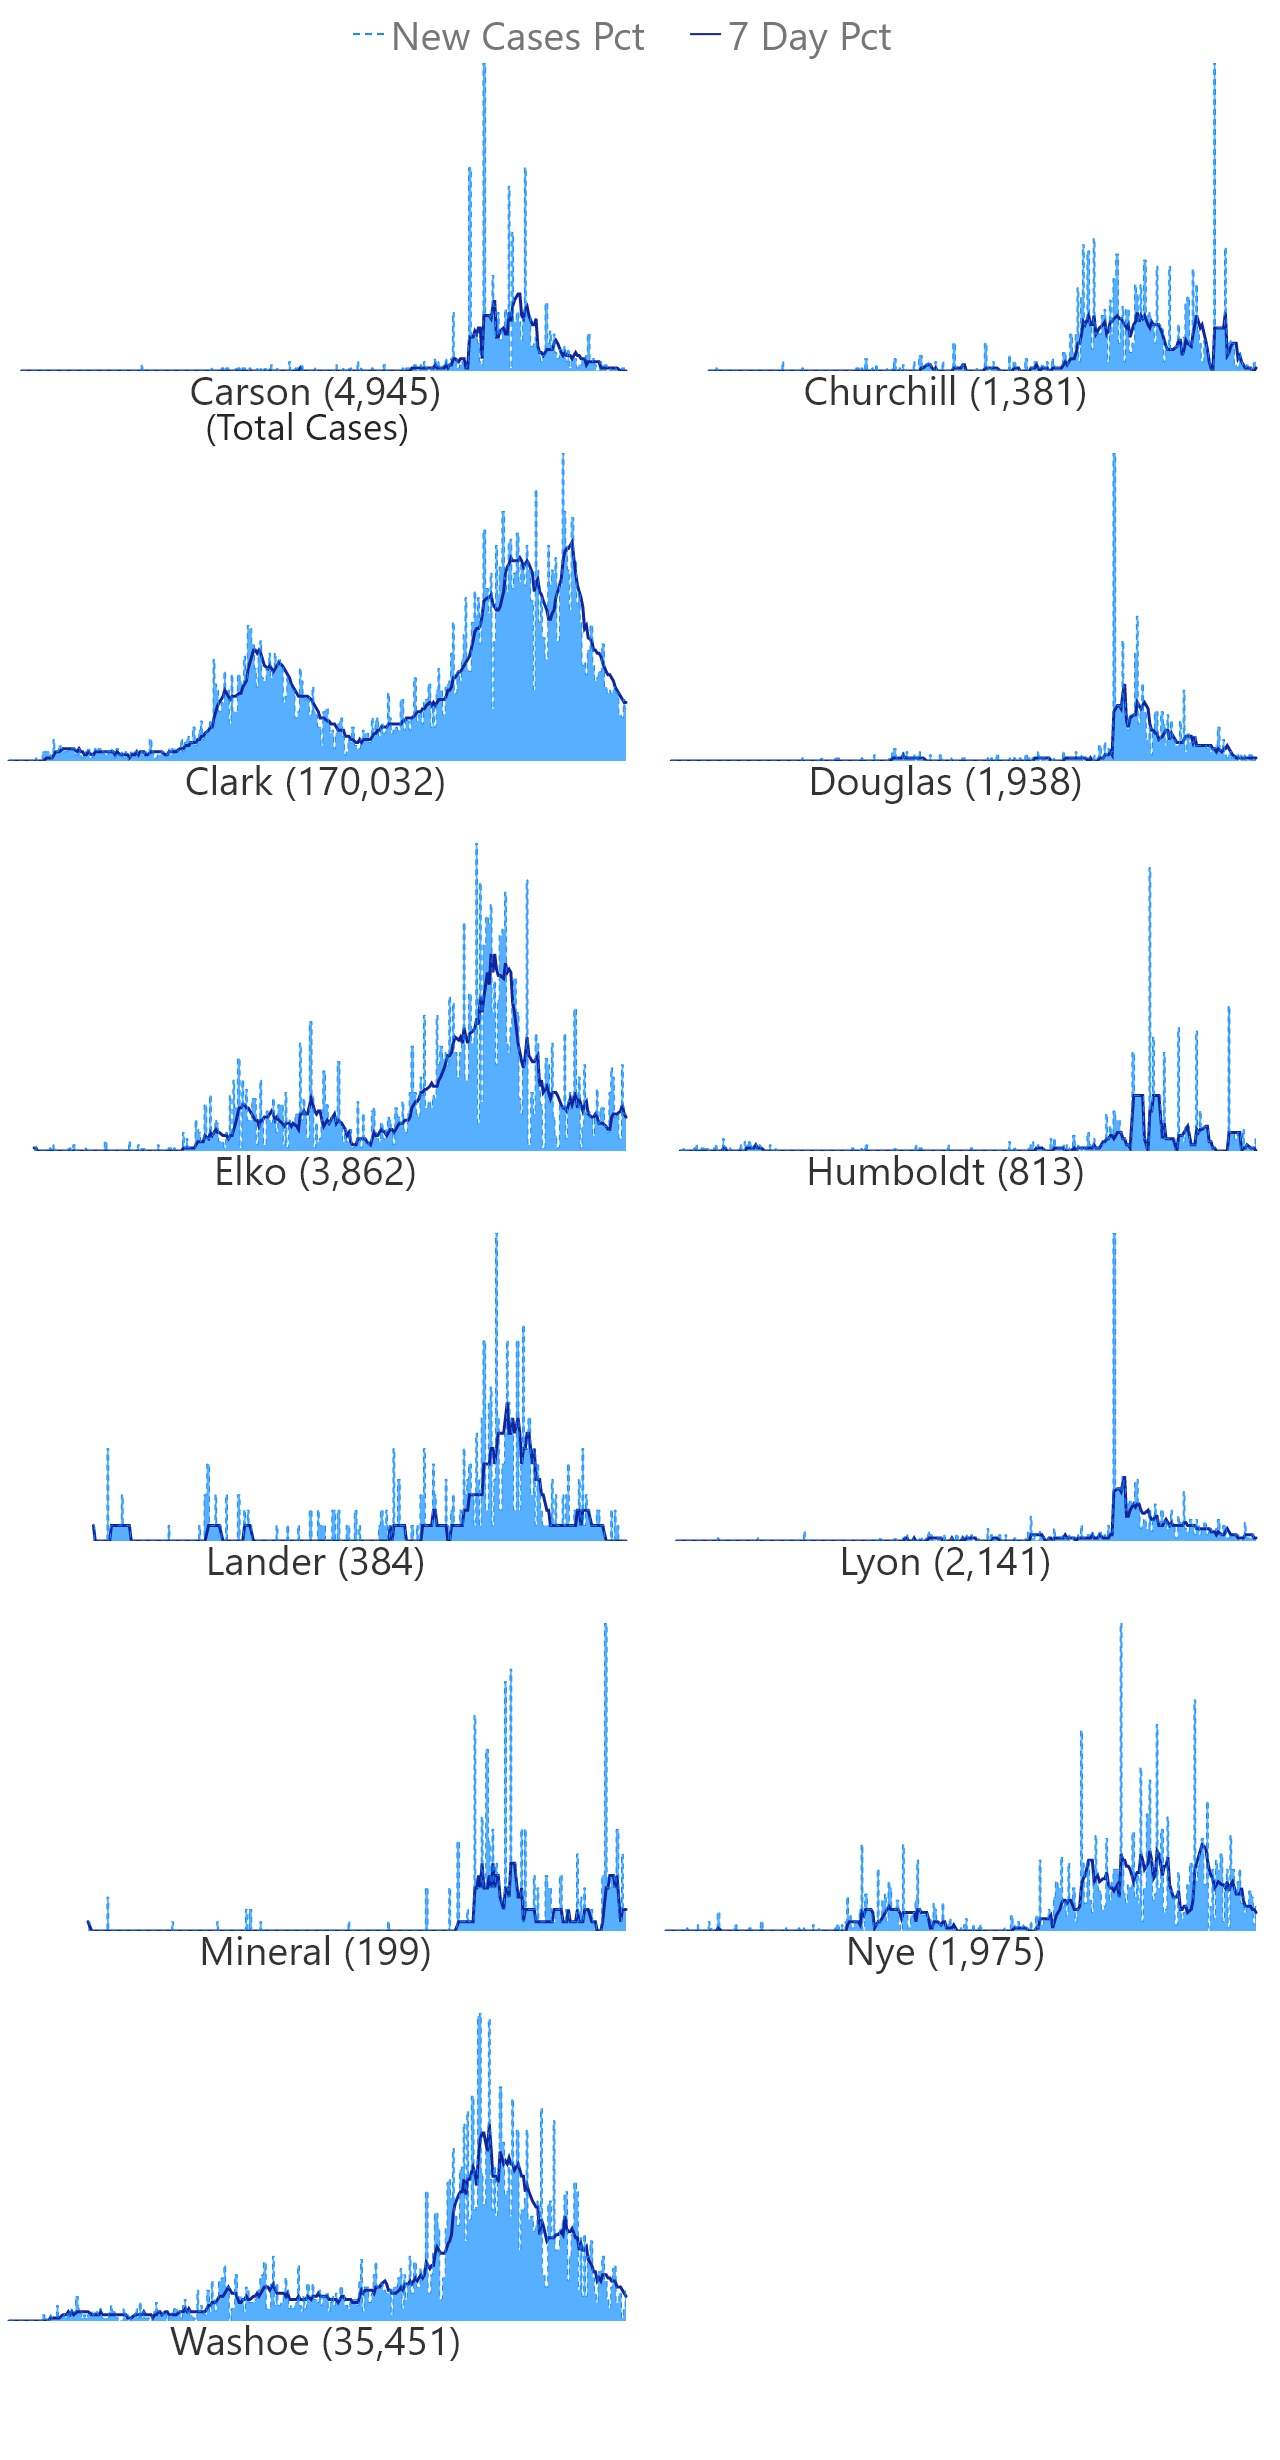 New Cases Pct 7 Day Pct
Carson (4,945) Churchill (1,381)
(Total Cases)
Clark (170,032) Douglas (1,938)
Elko (3,862) Humboldt (813)
Lander (384) Lyon (2,141)
Mineral (199) Nye (1,975)
Washoe (35,451)